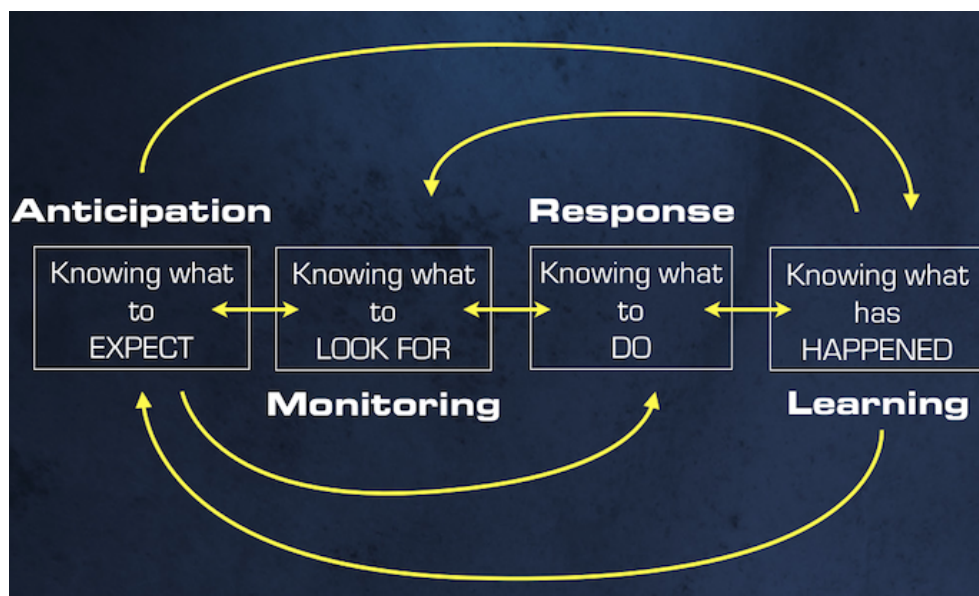 Anticipation
Response
Knowing what
to
EXPECT
Knowing what
to
LOOK FOR
Knowing what
to
DO
Knowing what
has
HAPPENED
Monitoring
Learning